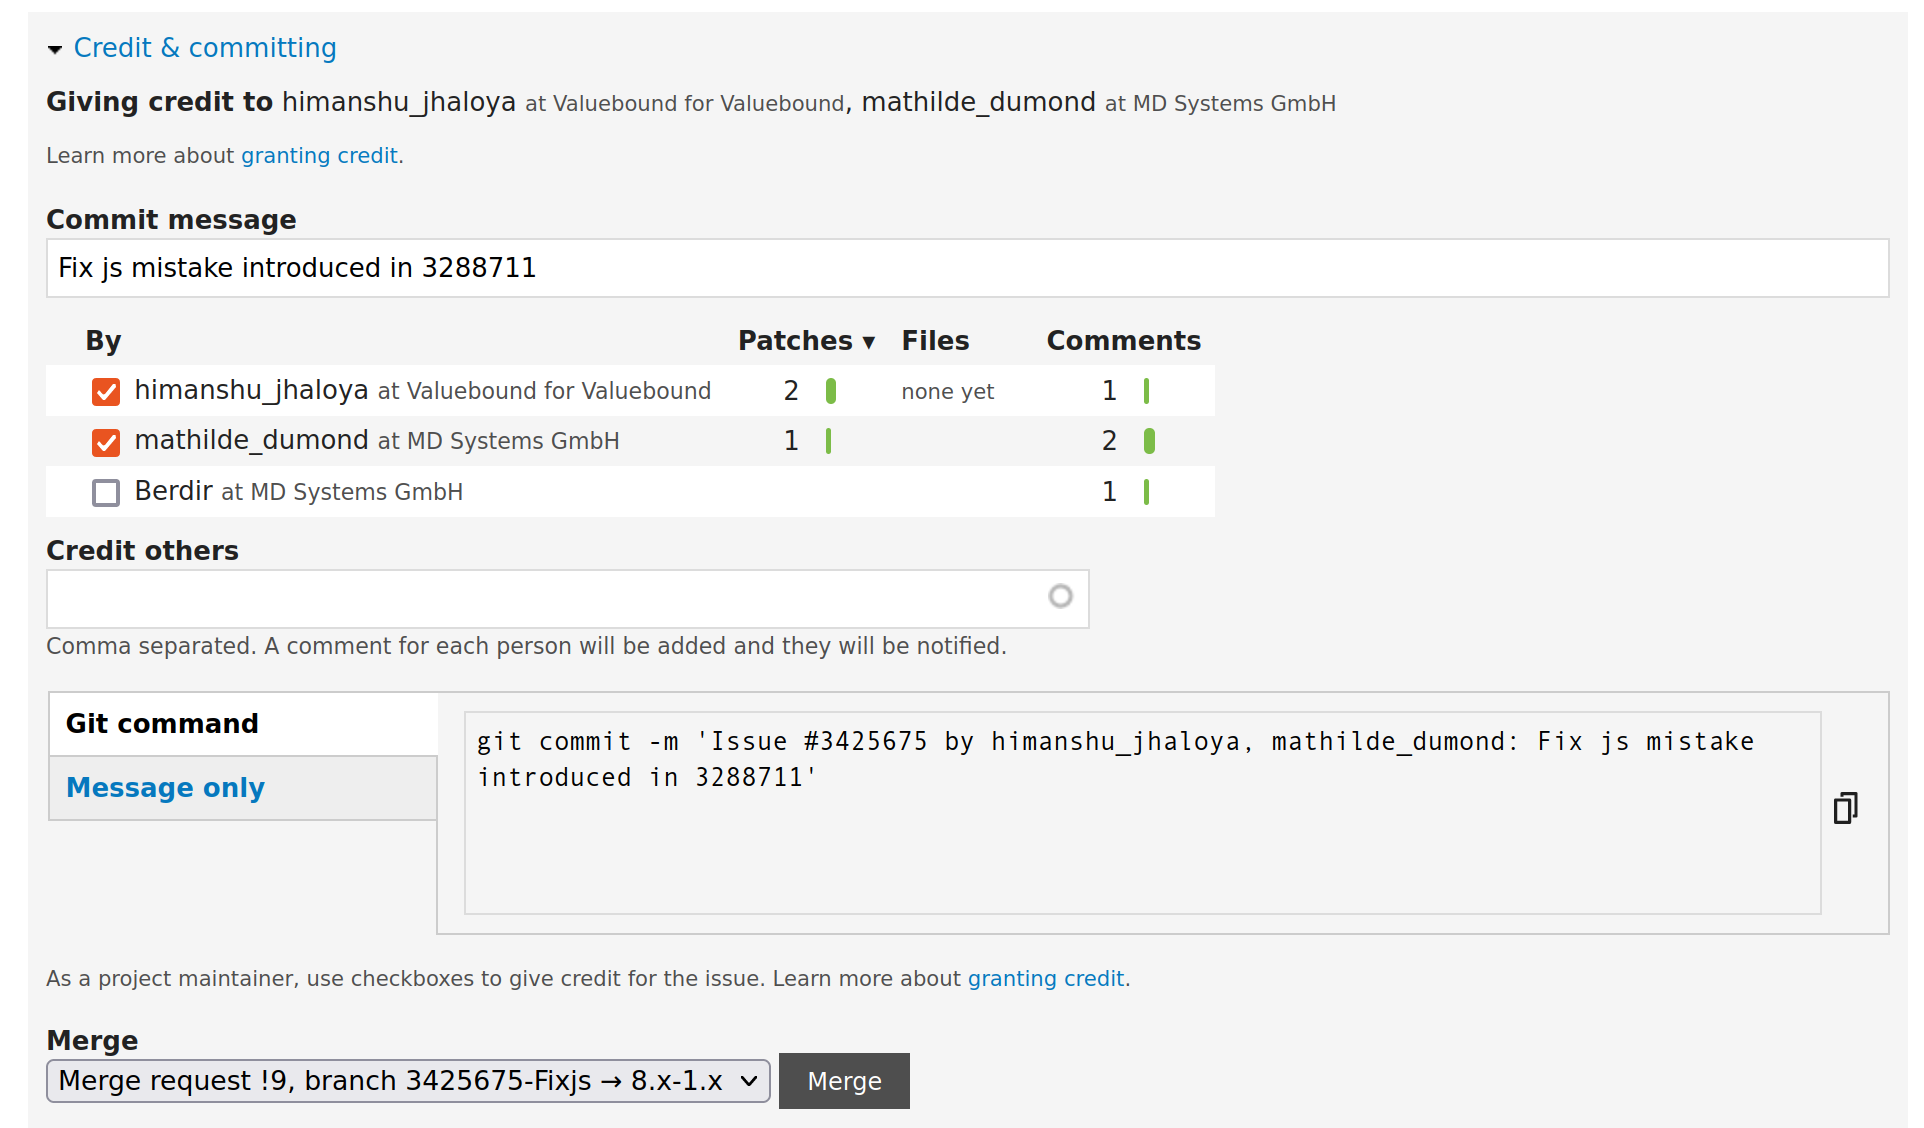 Credit & committing
Giving credit to himanshu_jhaloya at Valuebound for Valuebound, mathilde_dumond at MD Systems GmbH
Learn more about granting credit.
Commit message
Fix js mistake introduced in 3288711
By Patches ▼ Files Comments
himanshu_jhaloya at Valuebound for Valuebound 2 none yet 1
mathilde_dumond at MD Systems GmbH 1 2
Berdir at MD Systems GmbH 1
Credit others
Comma separated. A comment for each person will be added and they will be notified.
Git command
Message only
git commit -m 'Issue #3425675 by himanshu_jhaloya, mathilde_dumond: Fix js mistake
introduced in 3288711'
As a project maintainer, use checkboxes to give credit for the issue. Learn more about granting credit.
Merge
Merge request !9, branch 3425675-Fixjs → 8.x-1.x Merge